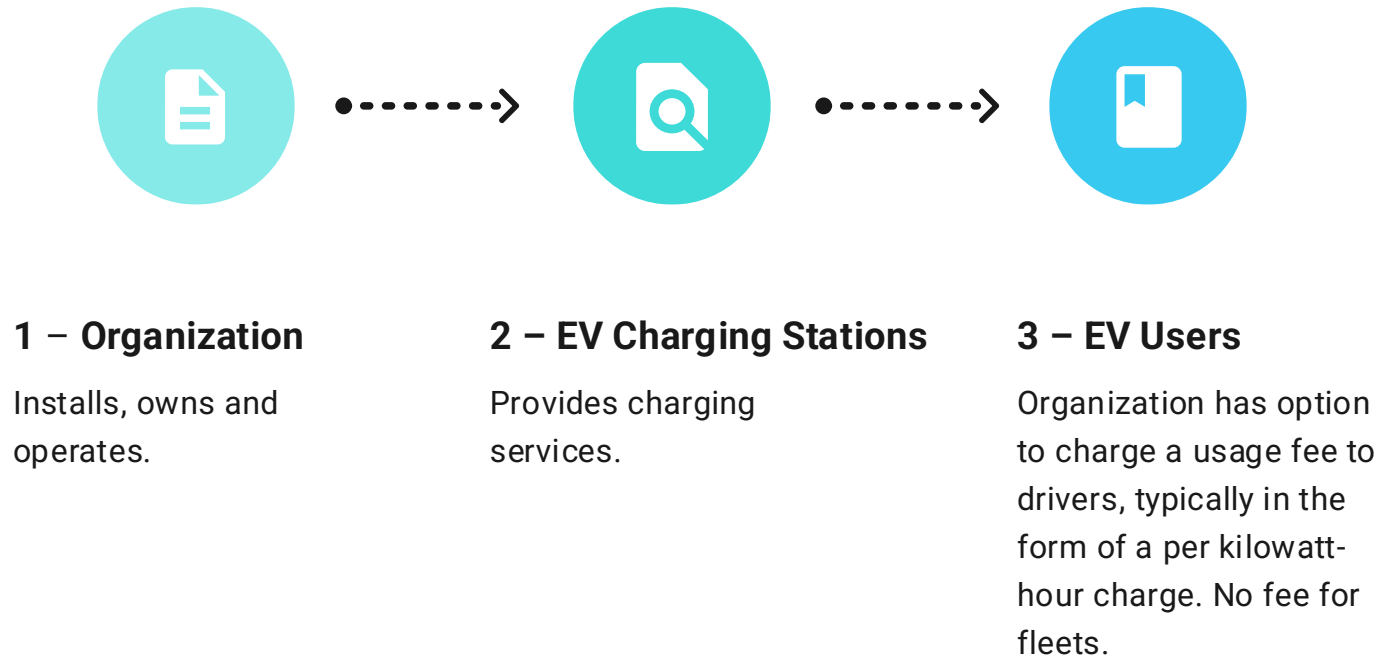 1 – Organization
Installs, owns and
operates.
2 – EV Charging Stations
Provides charging
services.
3 – EV Users
Organization has option
to charge a usage fee to
drivers, typically in the
form of a per kilowatt-
hour charge. No fee for
fleets.